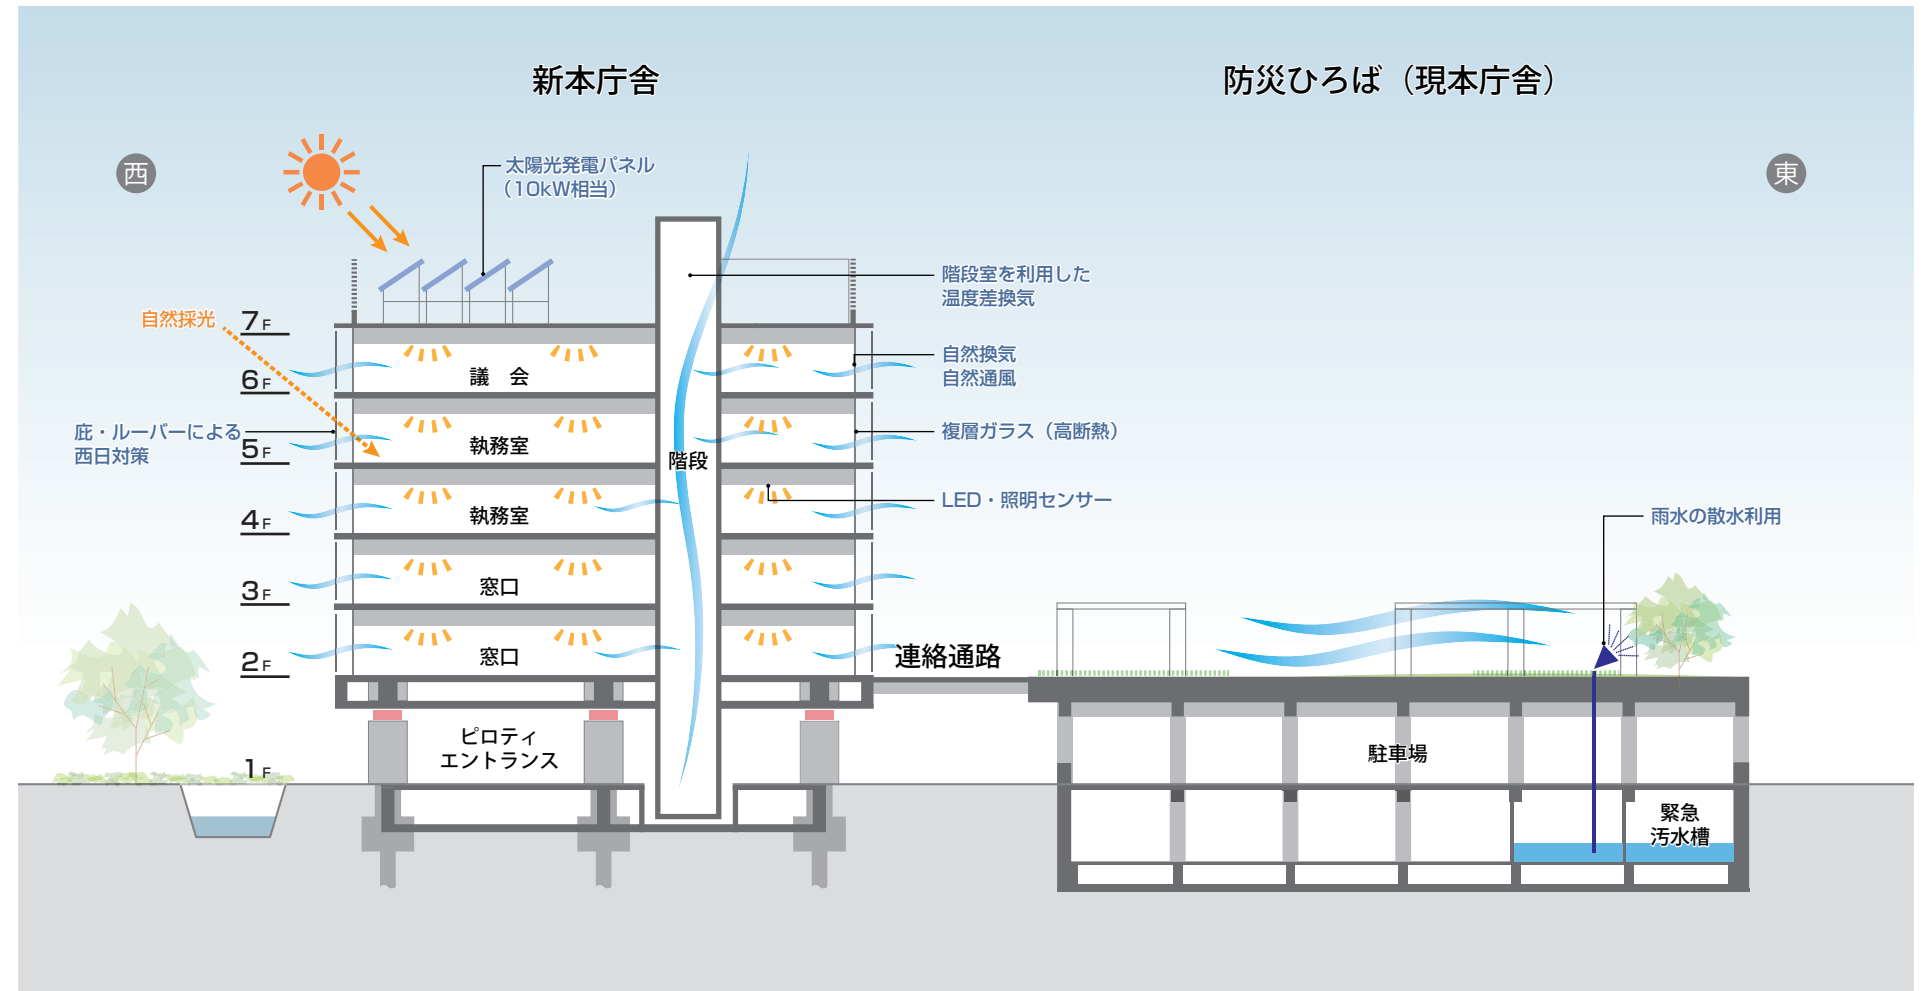 新本庁舎
防災ひろば（現本庁舎）
西
東
太陽光発電パネル
（10kW相当）
階段室を利用した
温度差換気
自然採光
7F
自然換気
自然通風
6F
議　会
庇・ルーバーによる
西日対策
5F
執務室
複層ガラス（高断熱）
階段
LED・照明センサー
4F
執務室
雨水の散水利用
3F
窓口
2F
窓口
連絡通路
ピロティ
エントランス
駐車場
1F
緊急
汚水槽